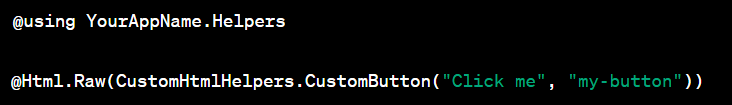 @using YourAppName.Helpers
@Html.Raw(CustomHtmlHelpers.CustomButton("Click me", "my-button"))